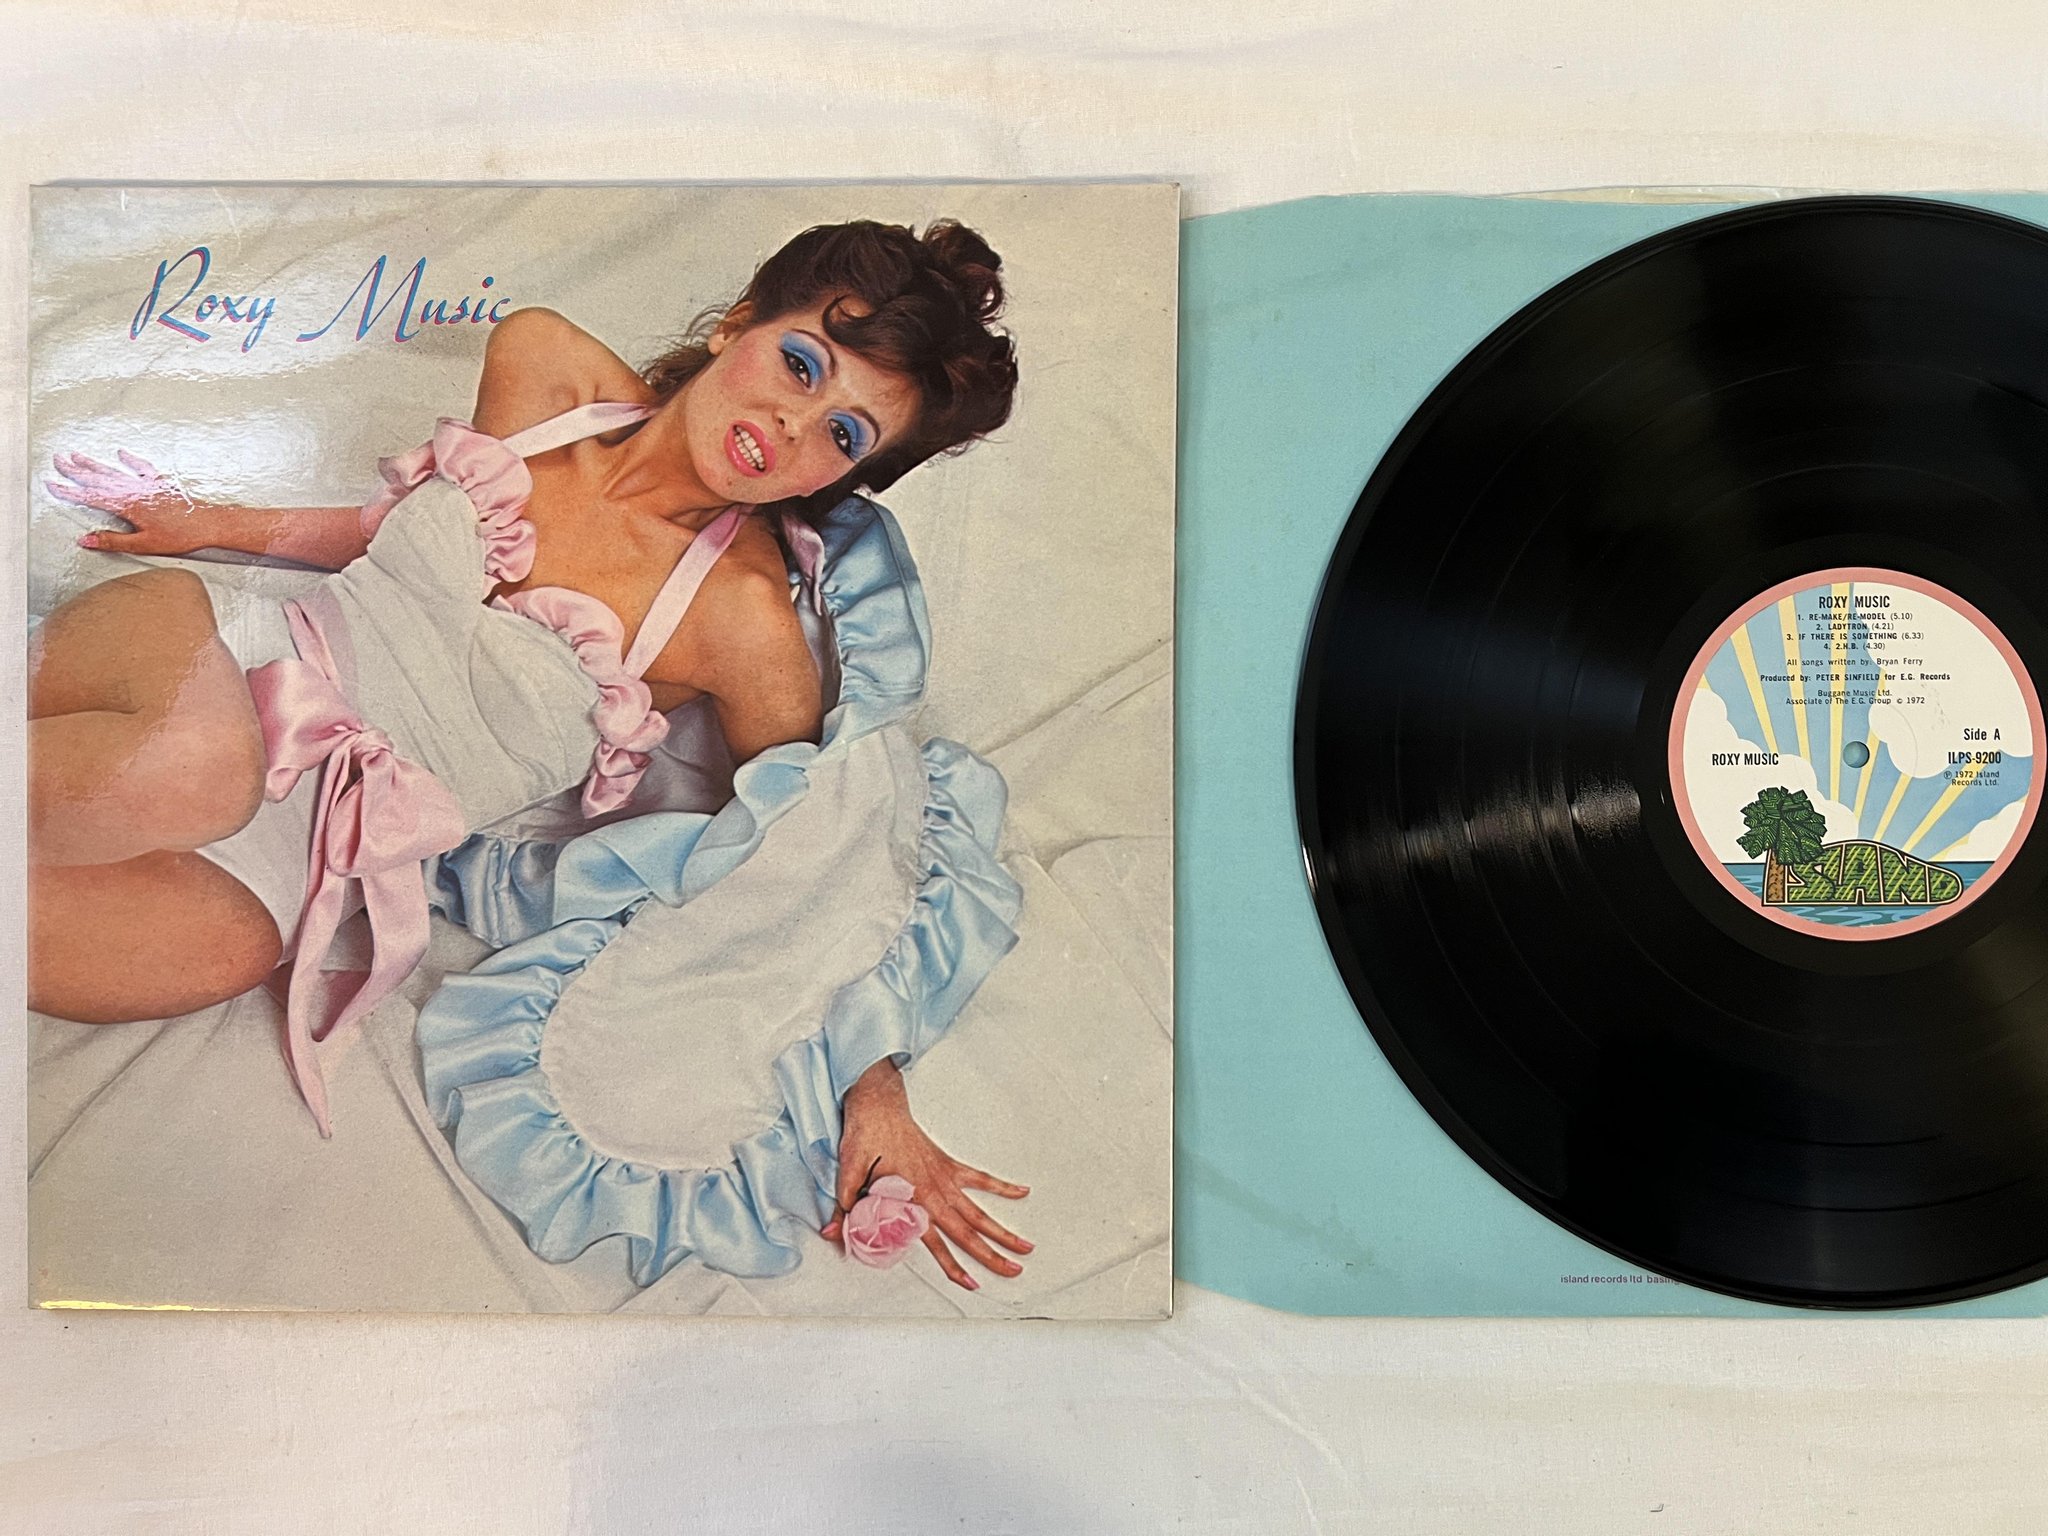 Roxy Music
ROXY MUSIC
1. RE-MAKE/RE-MODEL (5.10)
2. LADYTRON (4.21)
3. IF THERE IS SOMETHING (6.33)
4. 2.H.B. (4.30)
All songs written by: Bryan Ferry
Produced by: PETER SINFIELD for E.G. Records
Buggane Music Ltd.
Associate of The E.G. Group © 1972
Side A
ROXY MUSIC
ILPS-9200
℗ 1972 Island
Records Ltd.
ISLAND
island records ltd basing